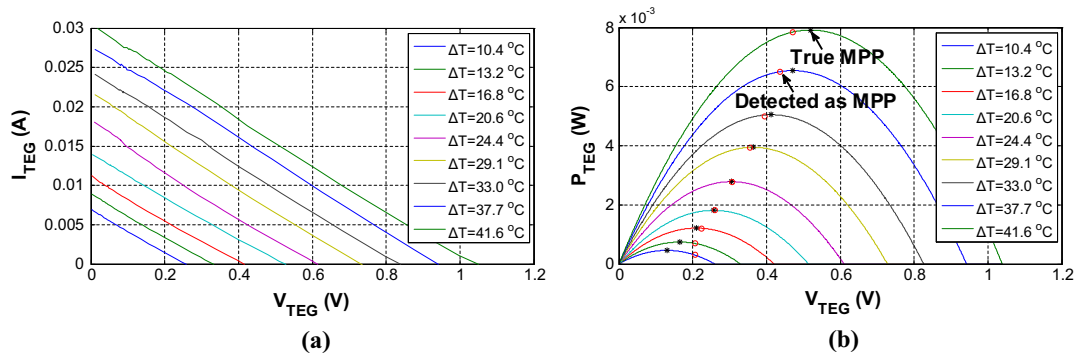 0.03
0.025
0.02
0.015
0.01
0.005
0
I_TEG (A)
0 0.2 0.4 0.6 0.8 1 1.2
V_TEG (V)
ΔT=10.4 °C
ΔT=13.2 °C
ΔT=16.8 °C
ΔT=20.6 °C
ΔT=24.4 °C
ΔT=29.1 °C
ΔT=33.0 °C
ΔT=37.7 °C
ΔT=41.6 °C
(a)
x 10⁻³
8
6
4
2
0
P_TEG (W)
True MPP
Detected as MPP
0 0.2 0.4 0.6 0.8 1 1.2
V_TEG (V)
ΔT=10.4 °C
ΔT=13.2 °C
ΔT=16.8 °C
ΔT=20.6 °C
ΔT=24.4 °C
ΔT=29.1 °C
ΔT=33.0 °C
ΔT=37.7 °C
ΔT=41.6 °C
(b)